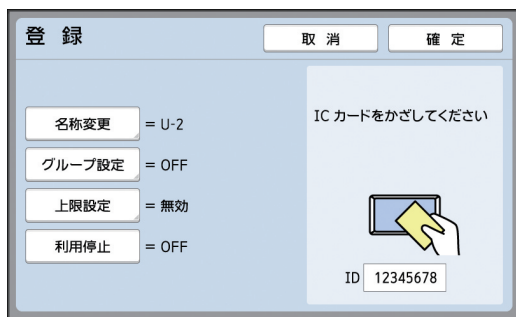 登 録
取 消
確 定
名称変更 = U-2
グループ設定 = OFF
上限設定 = 無効
利用停止 = OFF
IC カードをかざしてください
ID 12345678